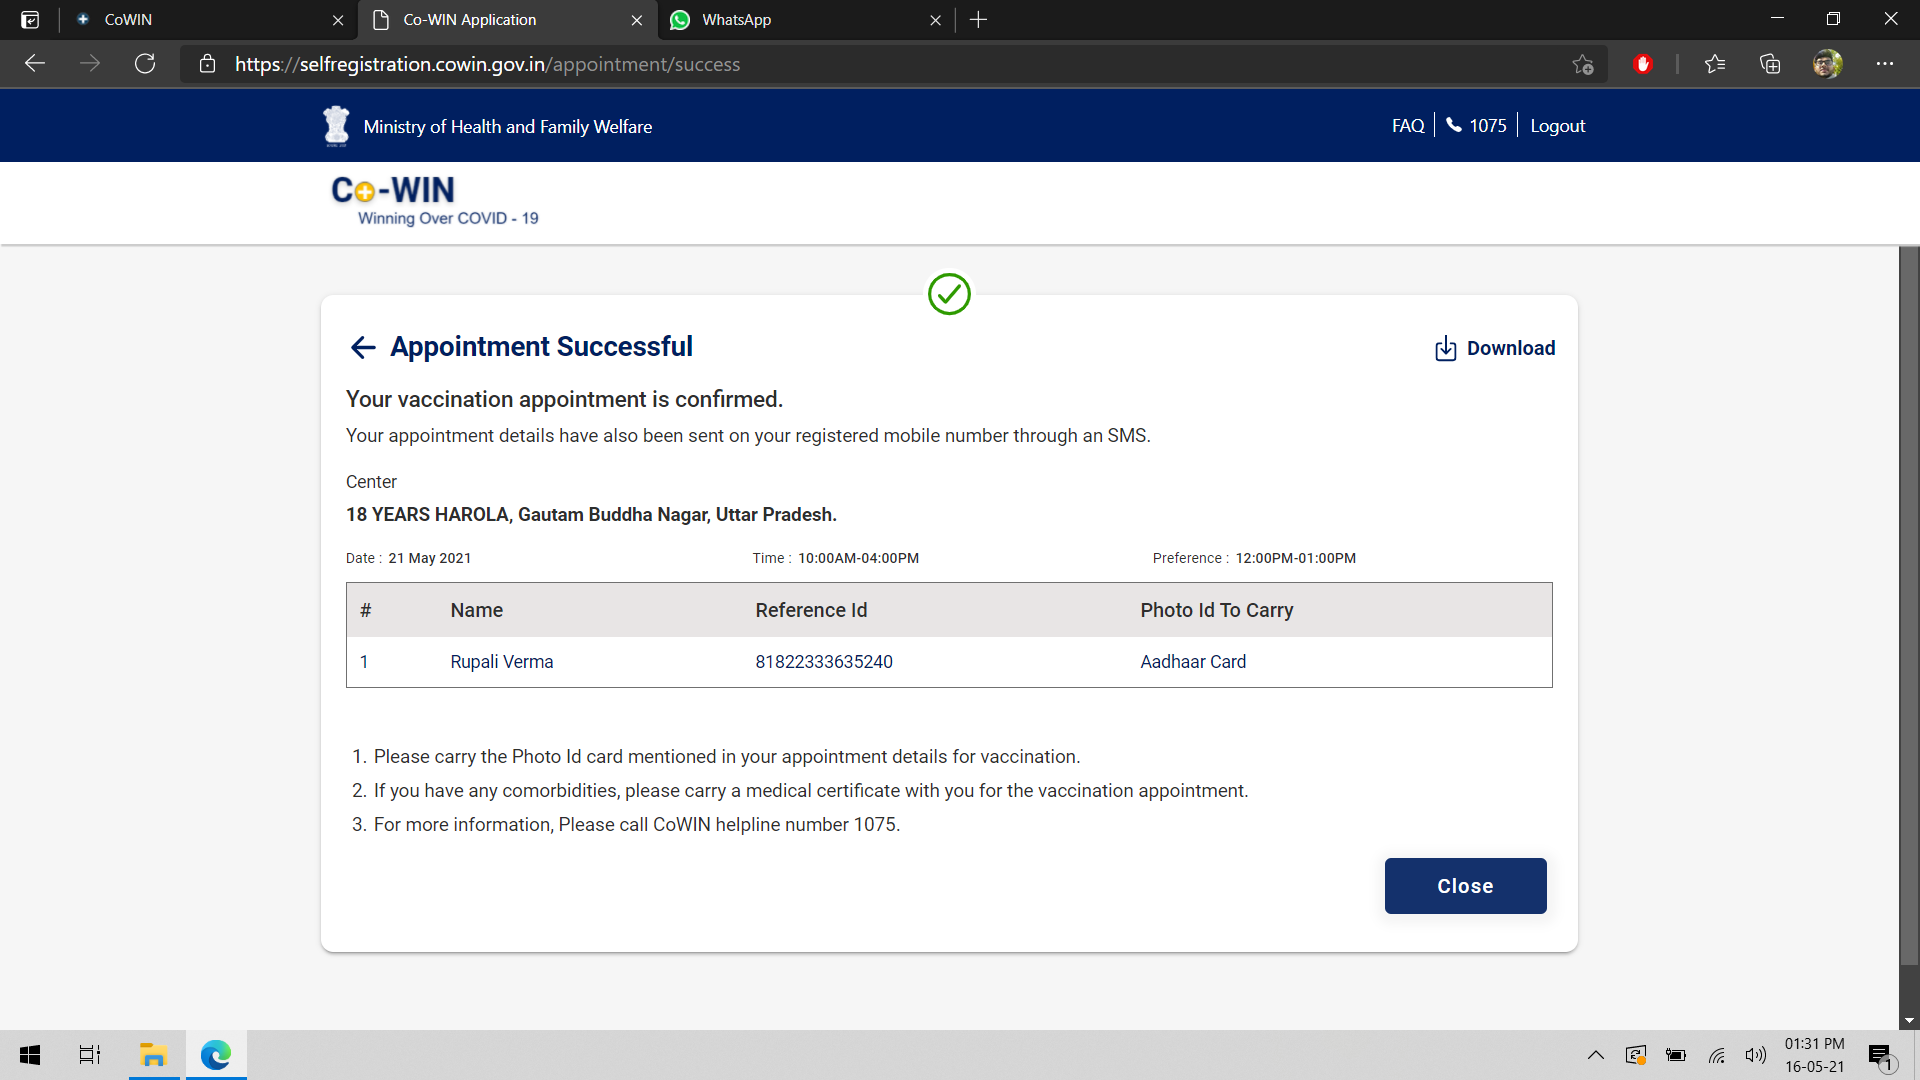 CoWIN
Co-WIN Application
WhatsApp
https://selfregistration.cowin.gov.in/appointment/success
Ministry of Health and Family Welfare
FAQ
1075
Logout
Co-WIN
Winning Over COVID - 19
Appointment Successful
Download
Your vaccination appointment is confirmed.
Your appointment details have also been sent on your registered mobile number through an SMS.
Center
18 YEARS HAROLA, Gautam Buddha Nagar, Uttar Pradesh.
Date : 21 May 2021 Time : 10:00AM-04:00PM Preference : 12:00PM-01:00PM
# Name Reference Id Photo Id To Carry
1 Rupali Verma 81822333635240 Aadhaar Card
1. Please carry the Photo Id card mentioned in your appointment details for vaccination.
2. If you have any comorbidities, please carry a medical certificate with you for the vaccination appointment.
3. For more information, Please call CoWIN helpline number 1075.
Close
01:31 PM
16-05-21
1